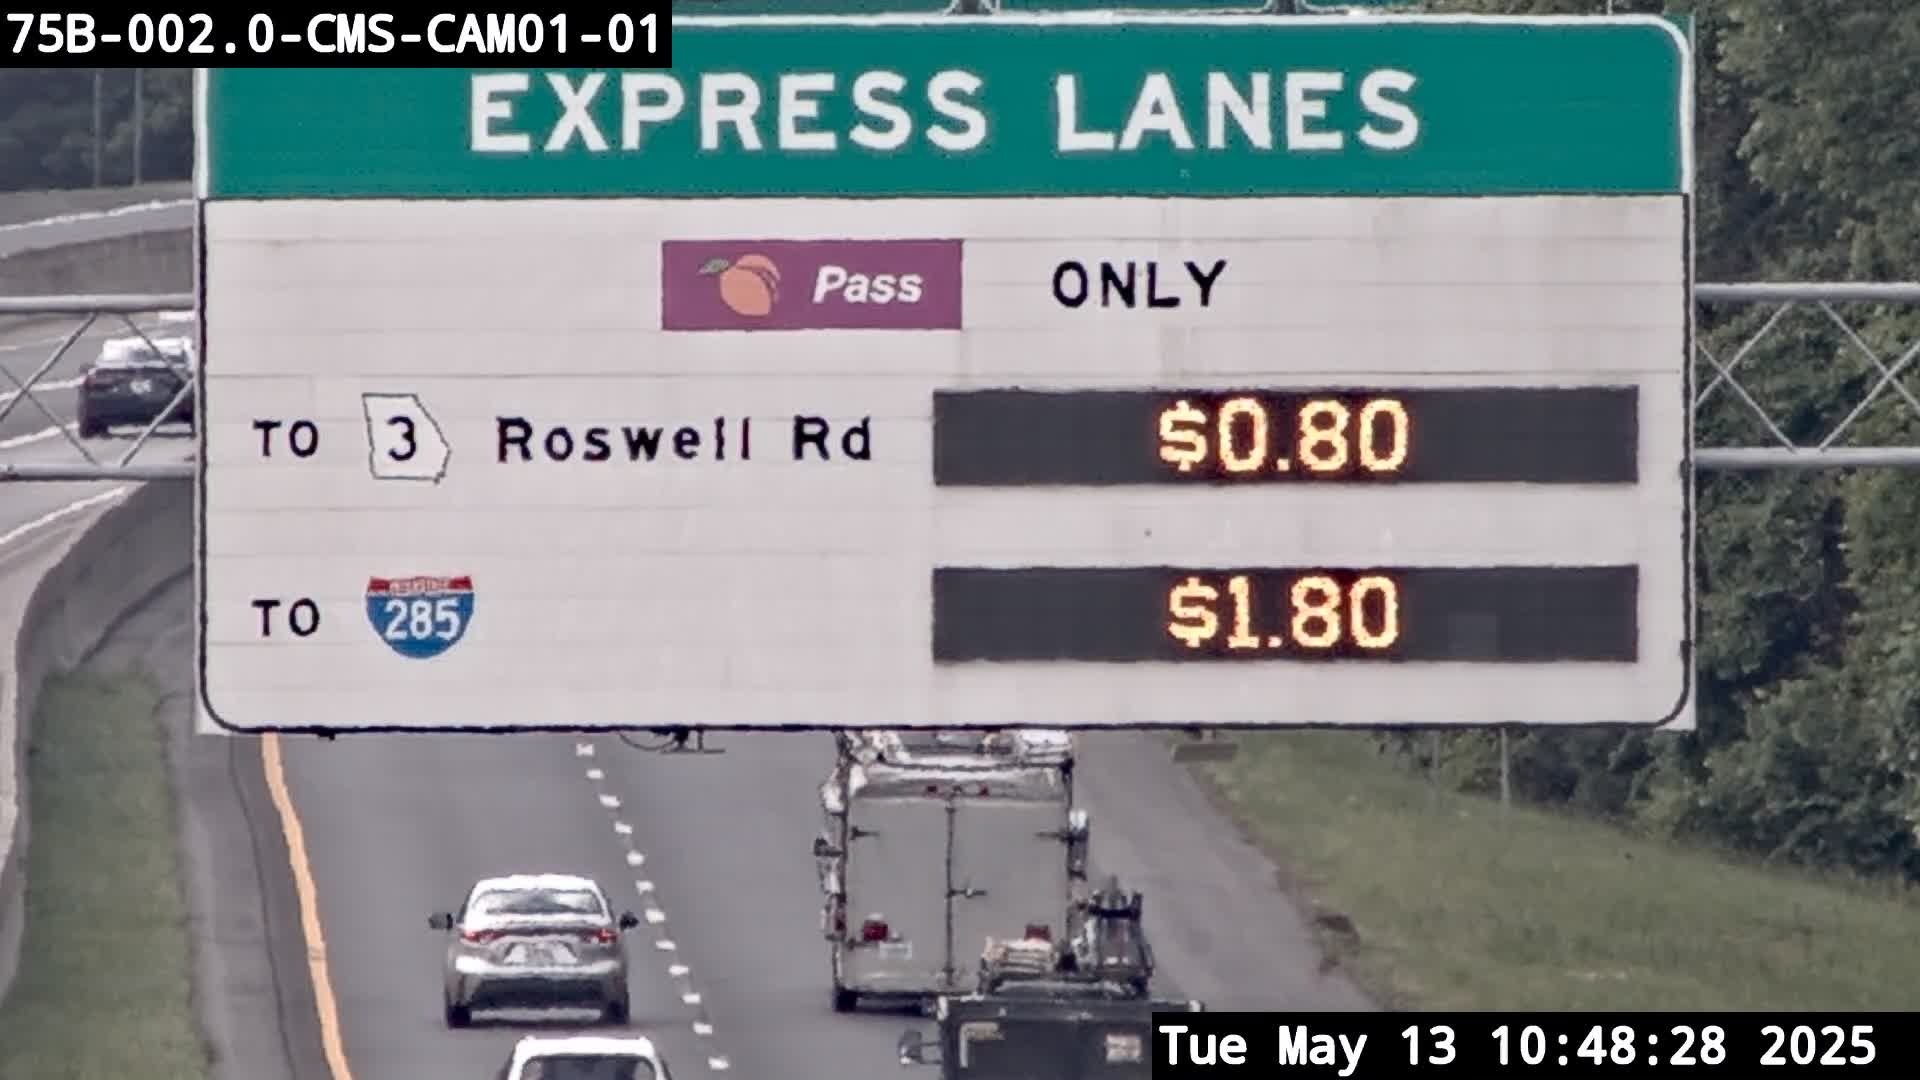 75B-002.0-CMS-CAM01-01
EXPRESS LANES
Pass ONLY
TO 3 Roswell Rd $0.80
TO INTERSTATE 285 $1.80
Tue May 13 10:48:28 2025